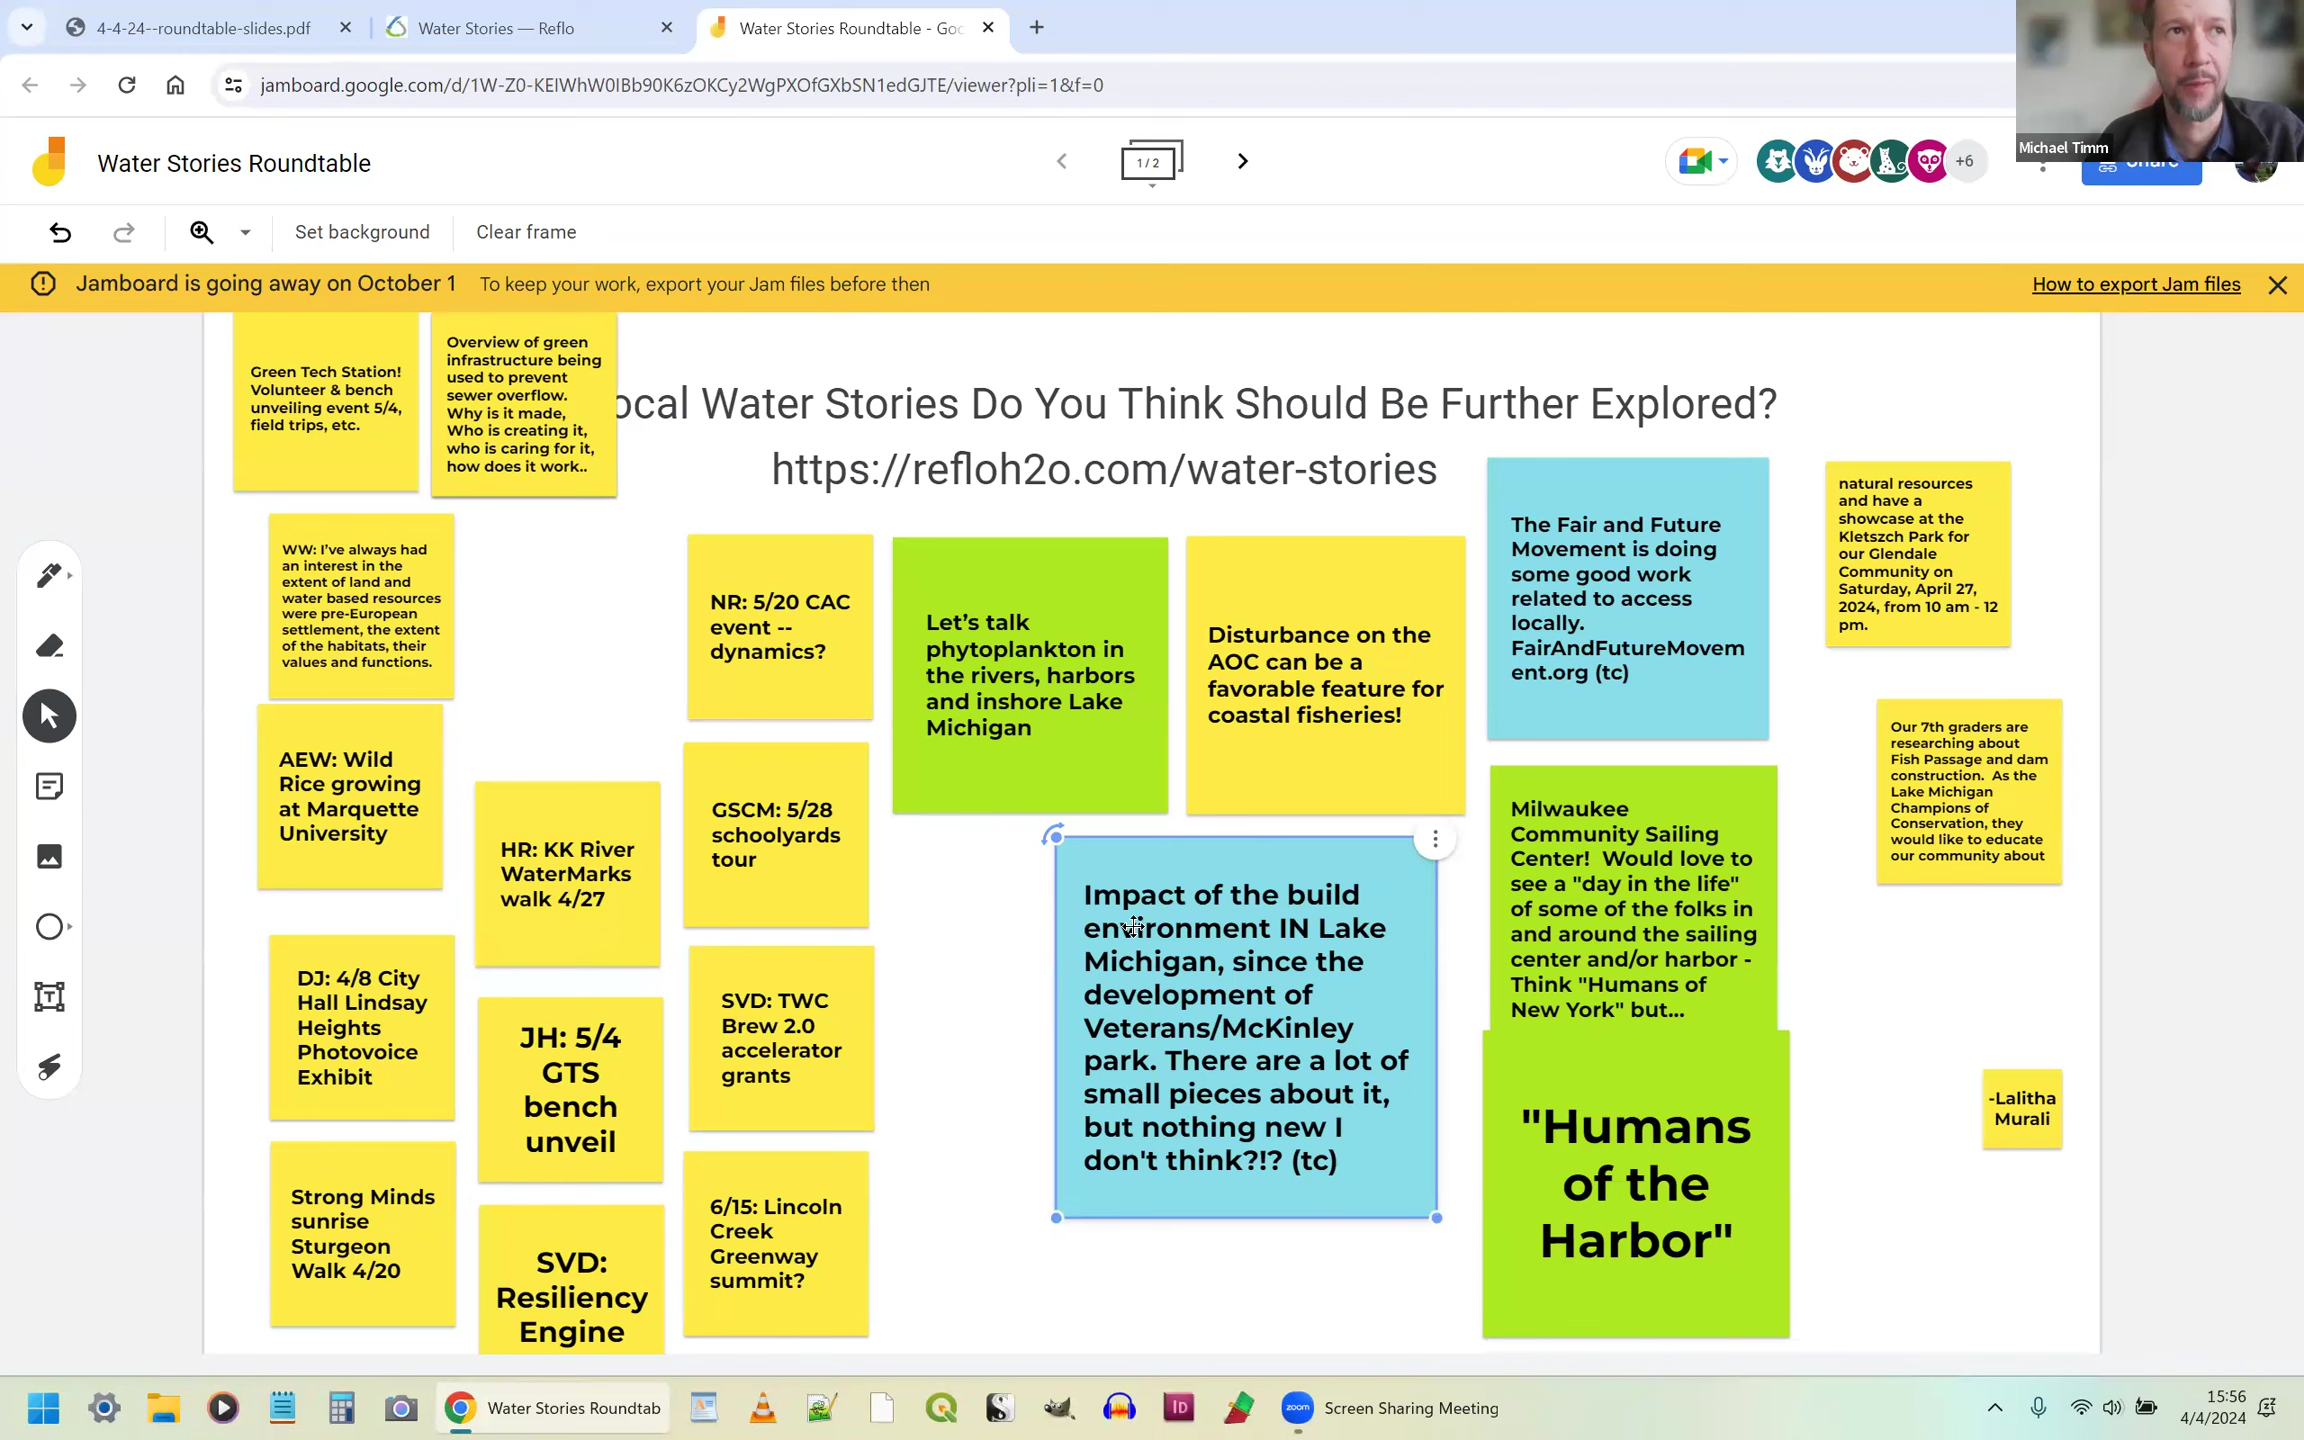 4-4-24--roundtable-slides.pdf
Water Stories — Reflo
Water Stories Roundtable - Goo
jamboard.google.com/d/1W-Z0-KEIWhW0IBb90K6zOKCy2WgPXOfGXbSN1edGJTE/viewer?pli=1&f=0
Michael Timm
Water Stories Roundtable
1 / 2
+6
Share
Set background
Clear frame
Jamboard is going away on October 1
To keep your work, export your Jam files before then
How to export Jam files
ocal Water Stories Do You Think Should Be Further Explored?
https://refloh2o.com/water-stories
Green Tech Station!
Volunteer & bench
unveiling event 5/4,
field trips, etc.
Overview of green
infrastructure being
used to prevent
sewer overflow.
Why is it made,
Who is creating it,
who is caring for it,
how does it work..
WW: I've always had
an interest in the
extent of land and
water based resources
were pre-European
settlement, the extent
of the habitats, their
values and functions.
AEW: Wild
Rice growing
at Marquette
University
DJ: 4/8 City
Hall Lindsay
Heights
Photovoice
Exhibit
Strong Minds
sunrise
Sturgeon
Walk 4/20
HR: KK River
WaterMarks
walk 4/27
JH: 5/4
GTS
bench
unveil
SVD:
Resiliency
Engine
NR: 5/20 CAC
event --
dynamics?
GSCM: 5/28
schoolyards
tour
SVD: TWC
Brew 2.0
accelerator
grants
6/15: Lincoln
Creek
Greenway
summit?
Let's talk
phytoplankton in
the rivers, harbors
and inshore Lake
Michigan
Disturbance on the
AOC can be a
favorable feature for
coastal fisheries!
Impact of the build
environment IN Lake
Michigan, since the
development of
Veterans/McKinley
park. There are a lot of
small pieces about it,
but nothing new I
don't think?!? (tc)
The Fair and Future
Movement is doing
some good work
related to access
locally.
FairAndFutureMovem
ent.org (tc)
Milwaukee
Community Sailing
Center!  Would love to
see a "day in the life"
of some of the folks in
and around the sailing
center and/or harbor -
Think "Humans of
New York" but...
"Humans
of the
Harbor"
natural resources
and have a
showcase at the
Kletszch Park for
our Glendale
Community on
Saturday, April 27,
2024, from 10 am - 12
pm.
Our 7th graders are
researching about
Fish Passage and dam
construction.  As the
Lake Michigan
Champions of
Conservation, they
would like to educate
our community about
-Lalitha
Murali
Water Stories Roundtab
ID
zoom
Screen Sharing Meeting
15:56
4/4/2024